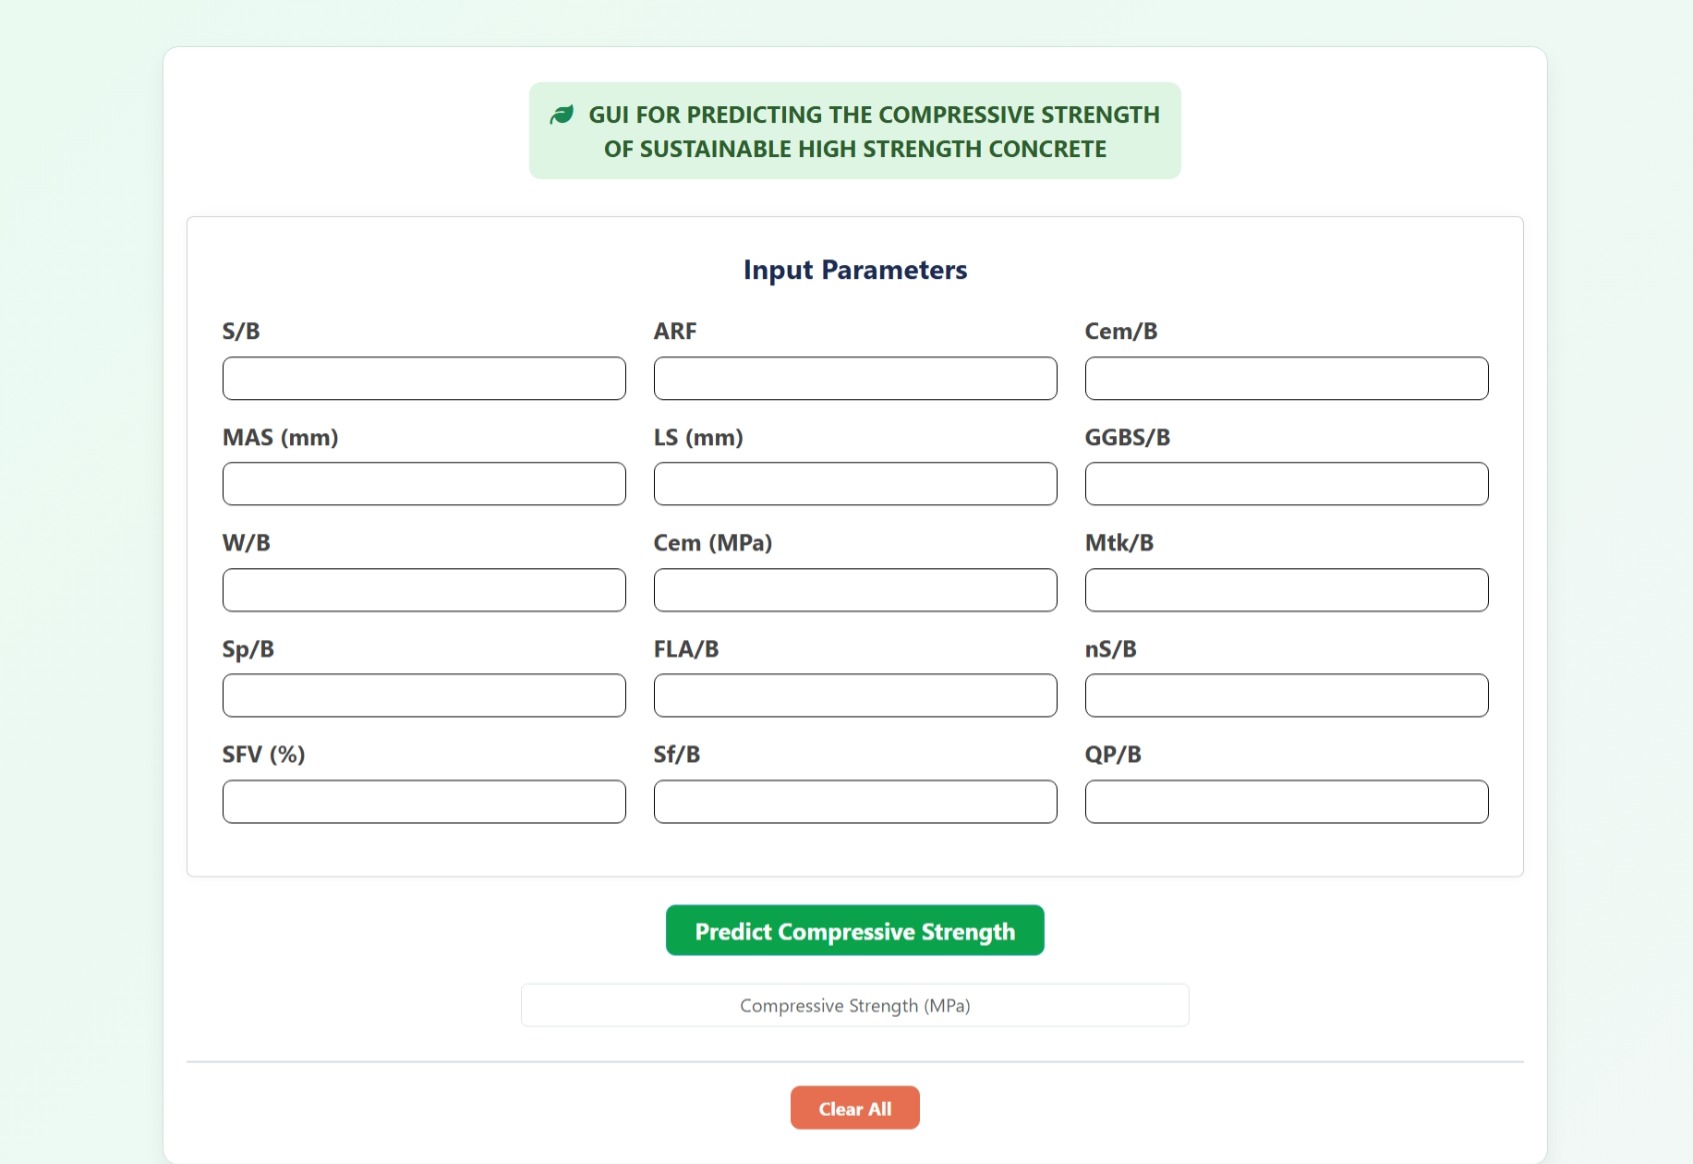 GUI FOR PREDICTING THE COMPRESSIVE STRENGTH
OF SUSTAINABLE HIGH STRENGTH CONCRETE
Input Parameters
S/B
ARF
Cem/B
MAS (mm)
LS (mm)
GGBS/B
W/B
Cem (MPa)
Mtk/B
Sp/B
FLA/B
nS/B
SFV (%)
Sf/B
QP/B
Predict Compressive Strength
Compressive Strength (MPa)
Clear All